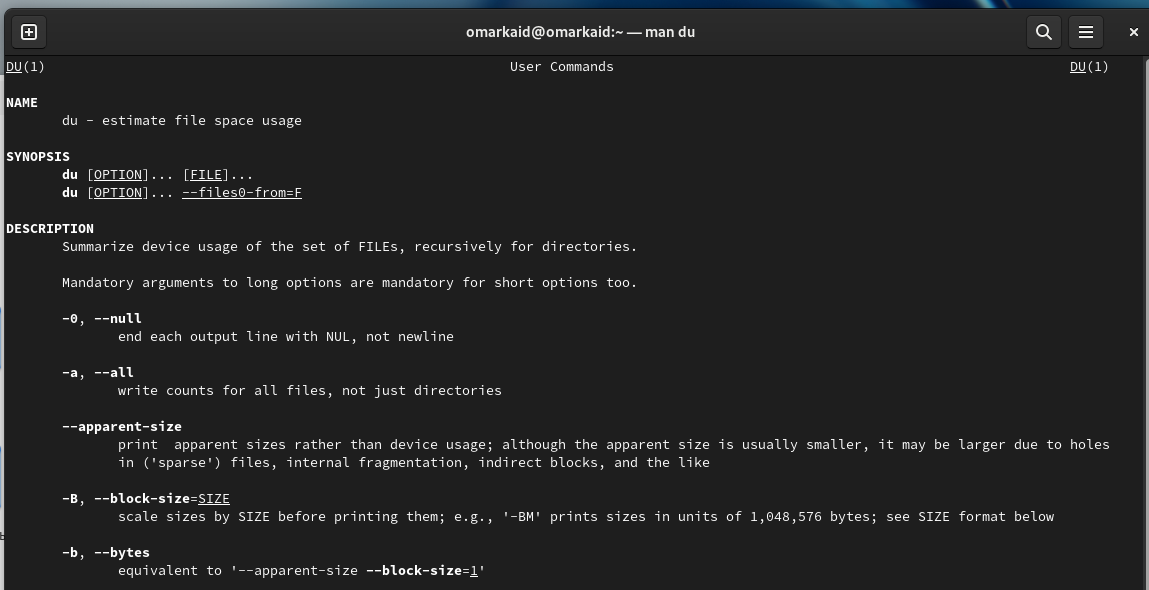 omarkaid@omarkaid:~ — man du
DU(1) User Commands DU(1)
NAME
du - estimate file space usage
SYNOPSIS
du [OPTION]... [FILE]...
du [OPTION]... --files0-from=F
DESCRIPTION
Summarize device usage of the set of FILEs, recursively for directories.
Mandatory arguments to long options are mandatory for short options too.
-0, --null
end each output line with NUL, not newline
-a, --all
write counts for all files, not just directories
--apparent-size
print  apparent sizes rather than device usage; although the apparent size is usually smaller, it may be larger due to holes
in ('sparse') files, internal fragmentation, indirect blocks, and the like
-B, --block-size=SIZE
scale sizes by SIZE before printing them; e.g., '-BM' prints sizes in units of 1,048,576 bytes; see SIZE format below
-b, --bytes
equivalent to '--apparent-size --block-size=1'